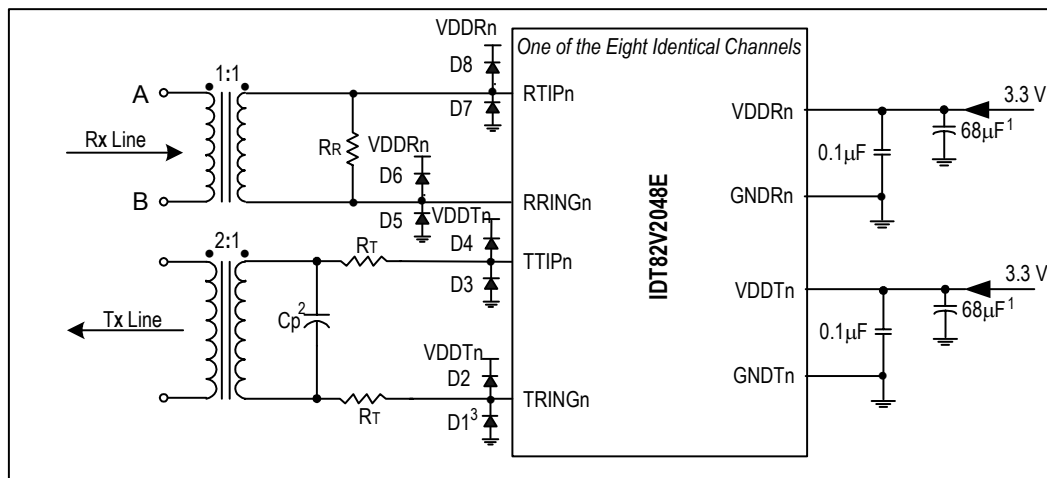 One of the Eight Identical Channels
VDDRn
D8
1:1
A
RTIPn
D7
VDDRn
3.3 V
68μF¹
0.1μF
Rx Line
RR
VDDRn
D6
B
RRINGn
GNDRn
D5
VDDTn
D4
2:1
RT
TTIPn
D3
IDT82V2048E
VDDTn
3.3 V
68μF¹
0.1μF
Tx Line
Cp²
VDDTn
D2
GNDTn
TRINGn
RT
D1³